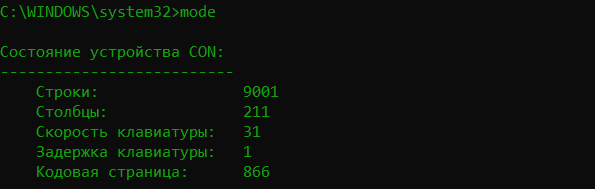 C:\WINDOWS\system32>mode
Состояние устройства CON:
--------------------------
Строки: 9001
Столбцы: 211
Скорость клавиатуры: 31
Задержка клавиатуры: 1
Кодовая страница: 866